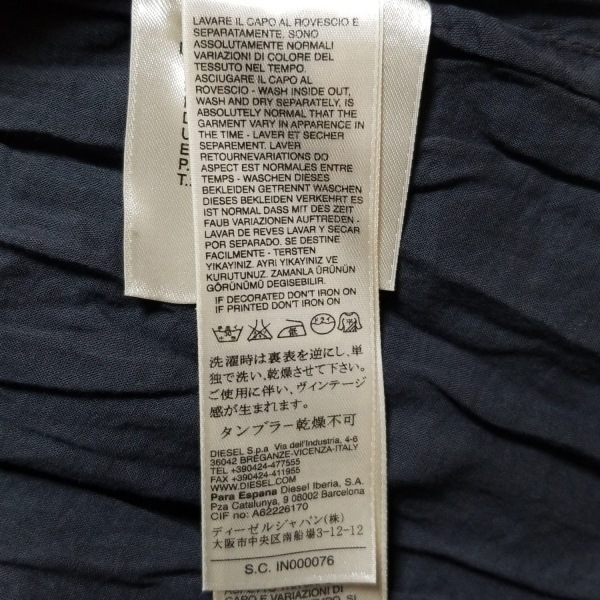 LAVARE IL CAPO AL ROVESCIO E
SEPARATAMENTE. SONO
ASSOLUTAMENTE NORMALI
VARIAZIONI DI COLORE DEL
TESSUTO NEL TEMPO.
ASCIUGARE IL CAPO AL
ROVESCIO - WASH INSIDE OUT,
WASH AND DRY SEPARATELY, IS
ABSOLUTELY NORMAL THAT THE
GARMENT VARY IN APPARENCE IN
THE TIME - LAVER ET SECHER
SEPAREMENT. LAVER
RETOURNEVARIATIONS DO
ASPECT EST NORMALES ENTRE
TEMPS - WASCHEN DIESES
BEKLEIDEN GETRENNT WASCHEN
DIESES BEKLEIDEN VERKEHRT ES
IST NORMAL DASS MIT DES ZEIT
FAUB VARIATIONEN AUFTREDEN -
LAVAR DE REVES LAVAR Y SECAR
POR SEPARADO. SE DESTINE
FACILMENTE - TERSTEN
YIKAYINIZ. AYRI YIKAYINIZ VE
KURUTUNUZ. ZAMANLA ÜRÜNÜN
GÖRÜNÜMÜ DEGISEBILIR.
IF DECORATED DON'T IRON ON
IF PRINTED DON'T IRON ON
洗濯時は裏表を逆にし、単
独で洗い、乾燥させて下さい。
ご使用に伴い、ヴィンテージ
感が生まれます。
タンブラー乾燥不可
DIESEL S.p.a Via dell'Industria, 4-6
36042 BREGANZE-VICENZA-ITALY
TEL +390424-477555
FAX +390424-411955
WWW.DIESEL.COM
Para Espana Diesel Iberia, S.A.
Pza Catalunya, 9 08002 Barcelona
CIF no: A62226170
ディーゼルジャパン(株)
大阪市中央区南船場3-12-12
S.C. IN000076